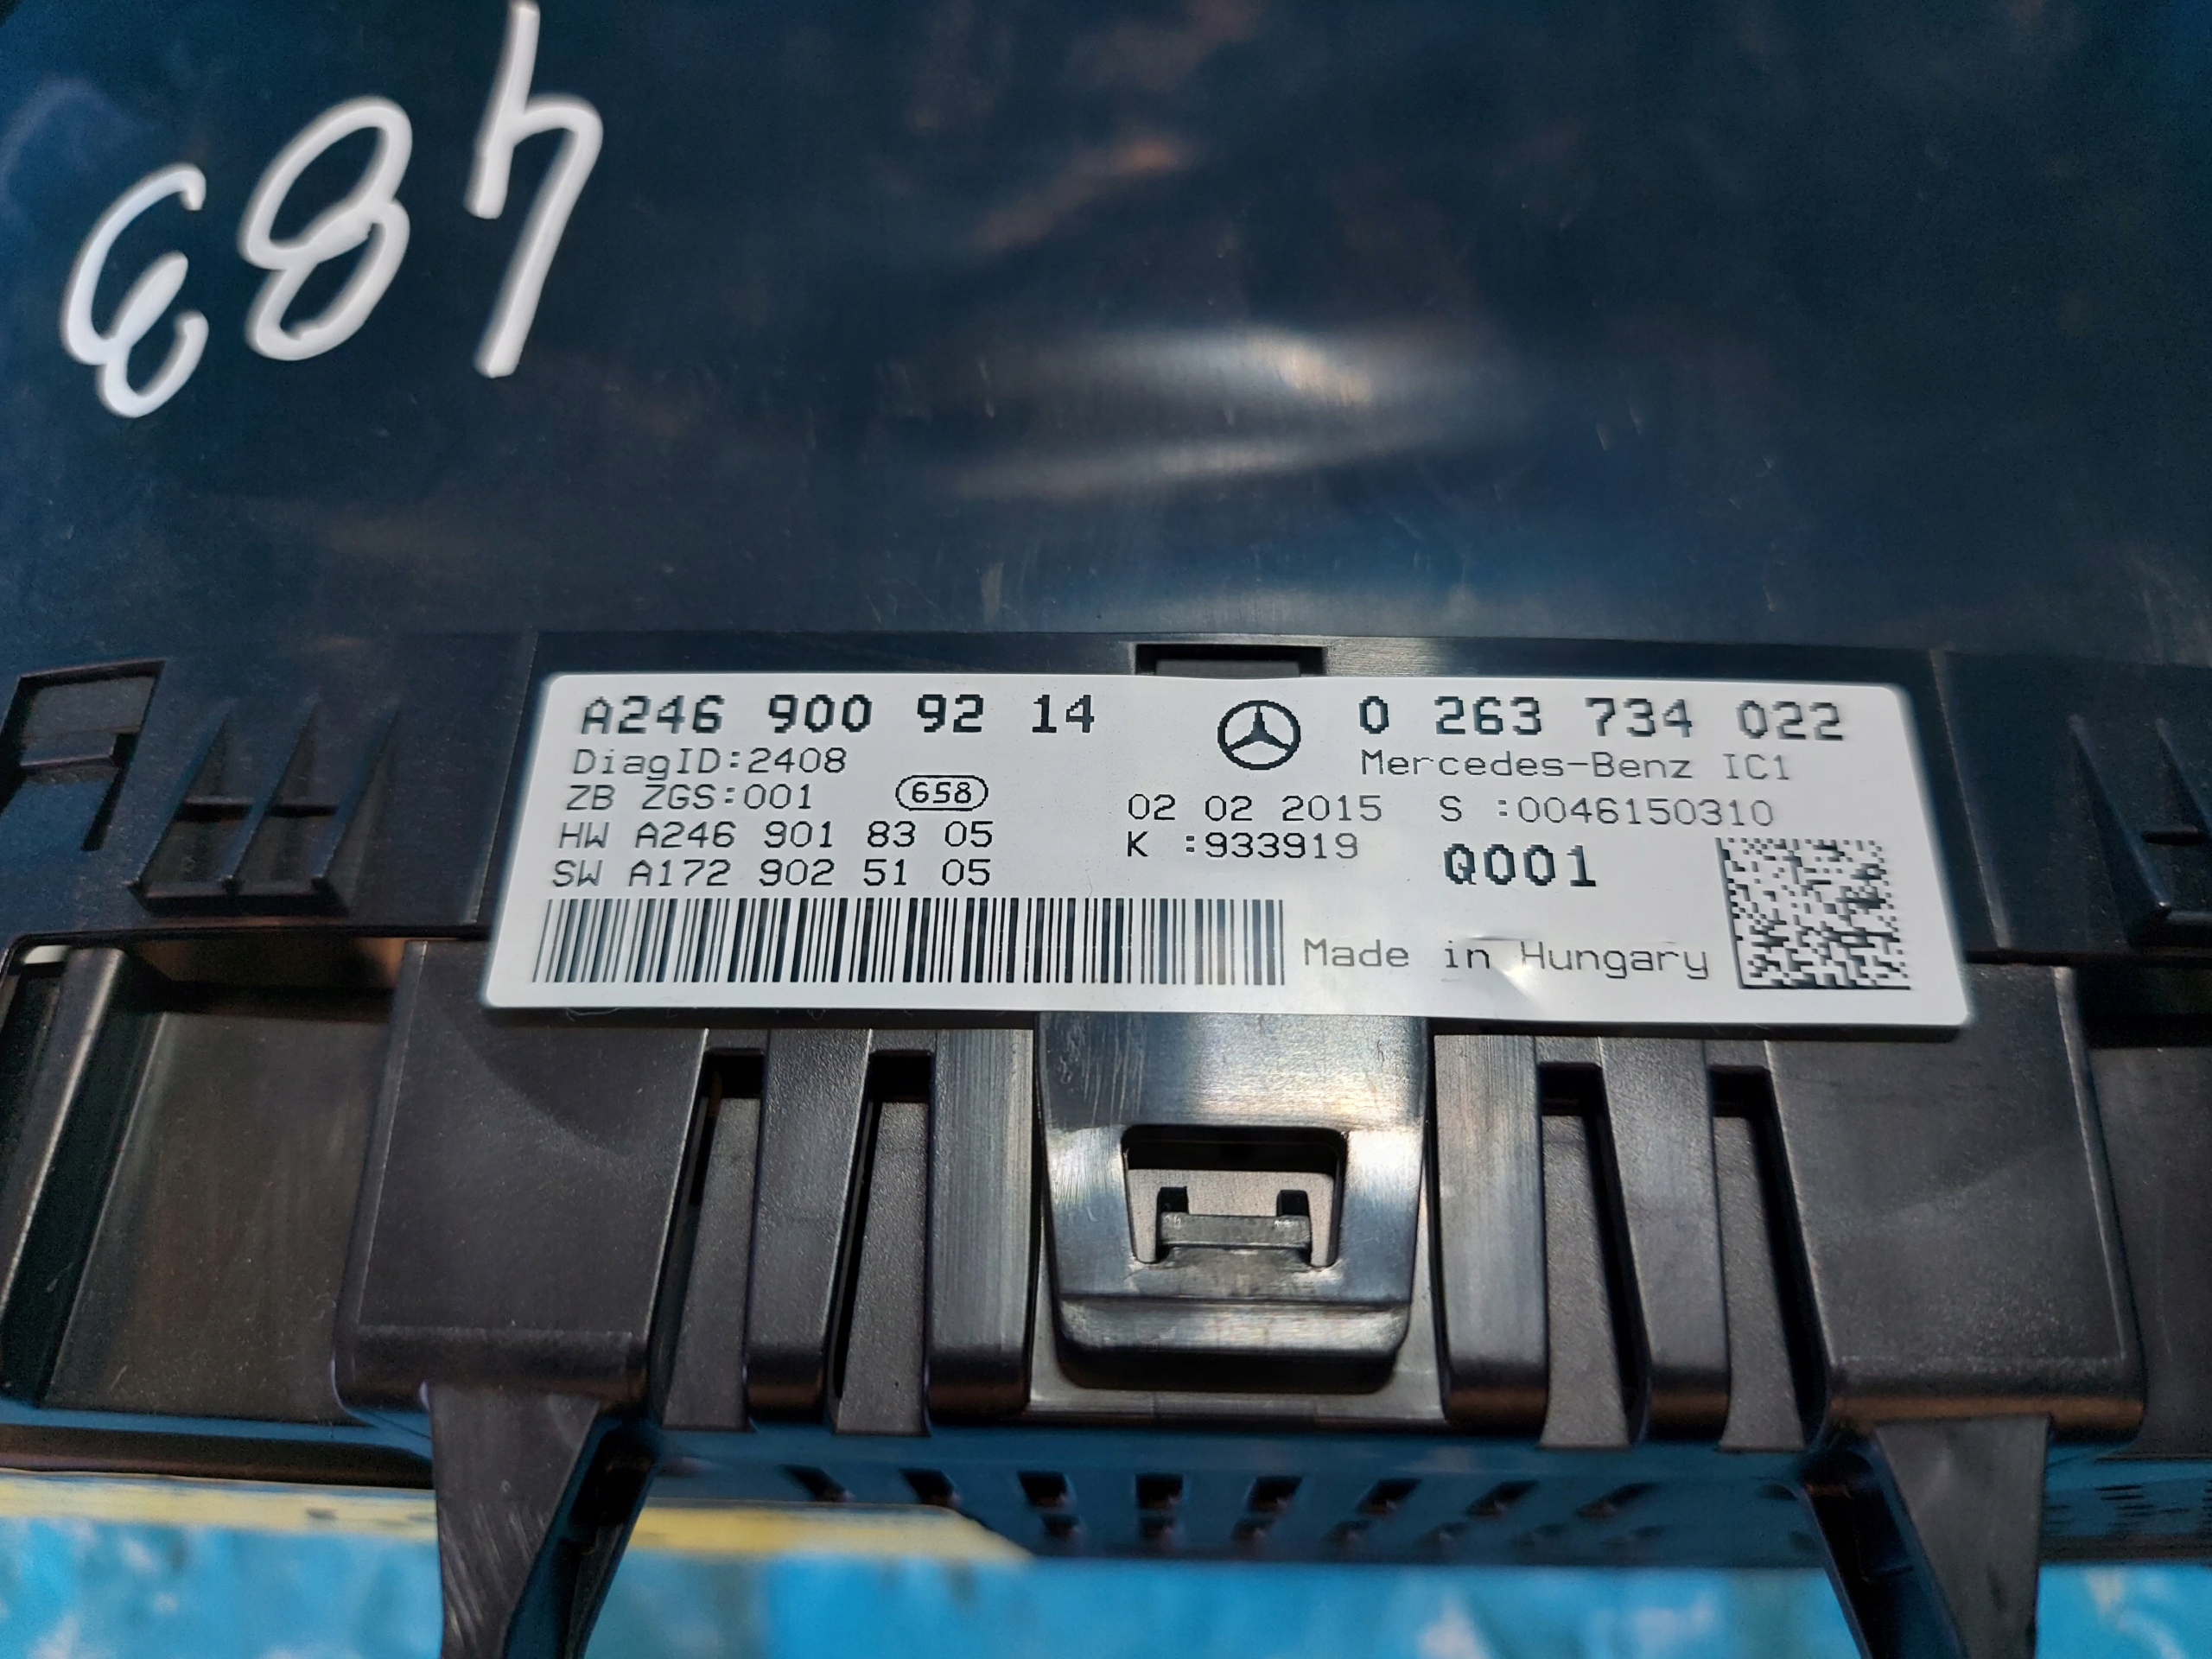 483
A246 900 92 14
DiagID:2408
ZB ZGS:001 658
HW A246 901 83 05
SW A172 902 51 05
0 263 734 022
Mercedes-Benz IC1
02 02 2015 S :0046150310
K :933919
Q001
Made in Hungary